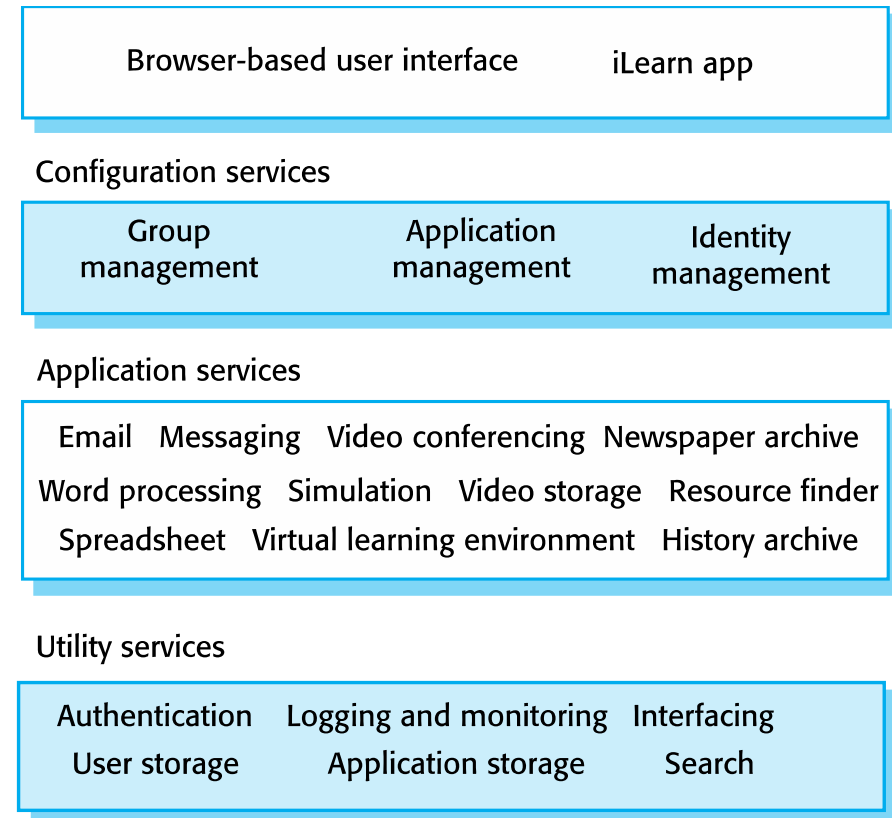 Browser-based user interface iLearn app
Configuration services
Group management
Application management
Identity management
Application services
Email Messaging Video conferencing Newspaper archive
Word processing Simulation Video storage Resource finder
Spreadsheet Virtual learning environment History archive
Utility services
Authentication Logging and monitoring Interfacing
User storage Application storage Search